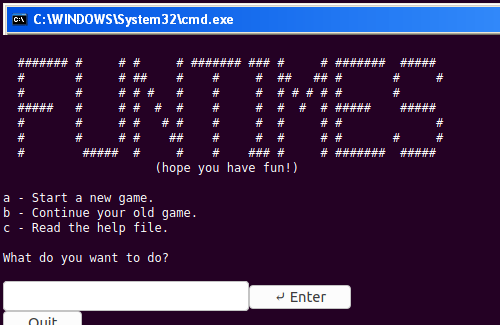 C:\WINDOWS\System32\cmd.exe
FUNTIMES
(hope you have fun!)
a - Start a new game.
b - Continue your old game.
c - Read the help file.
What do you want to do?
↵ Enter
Quit